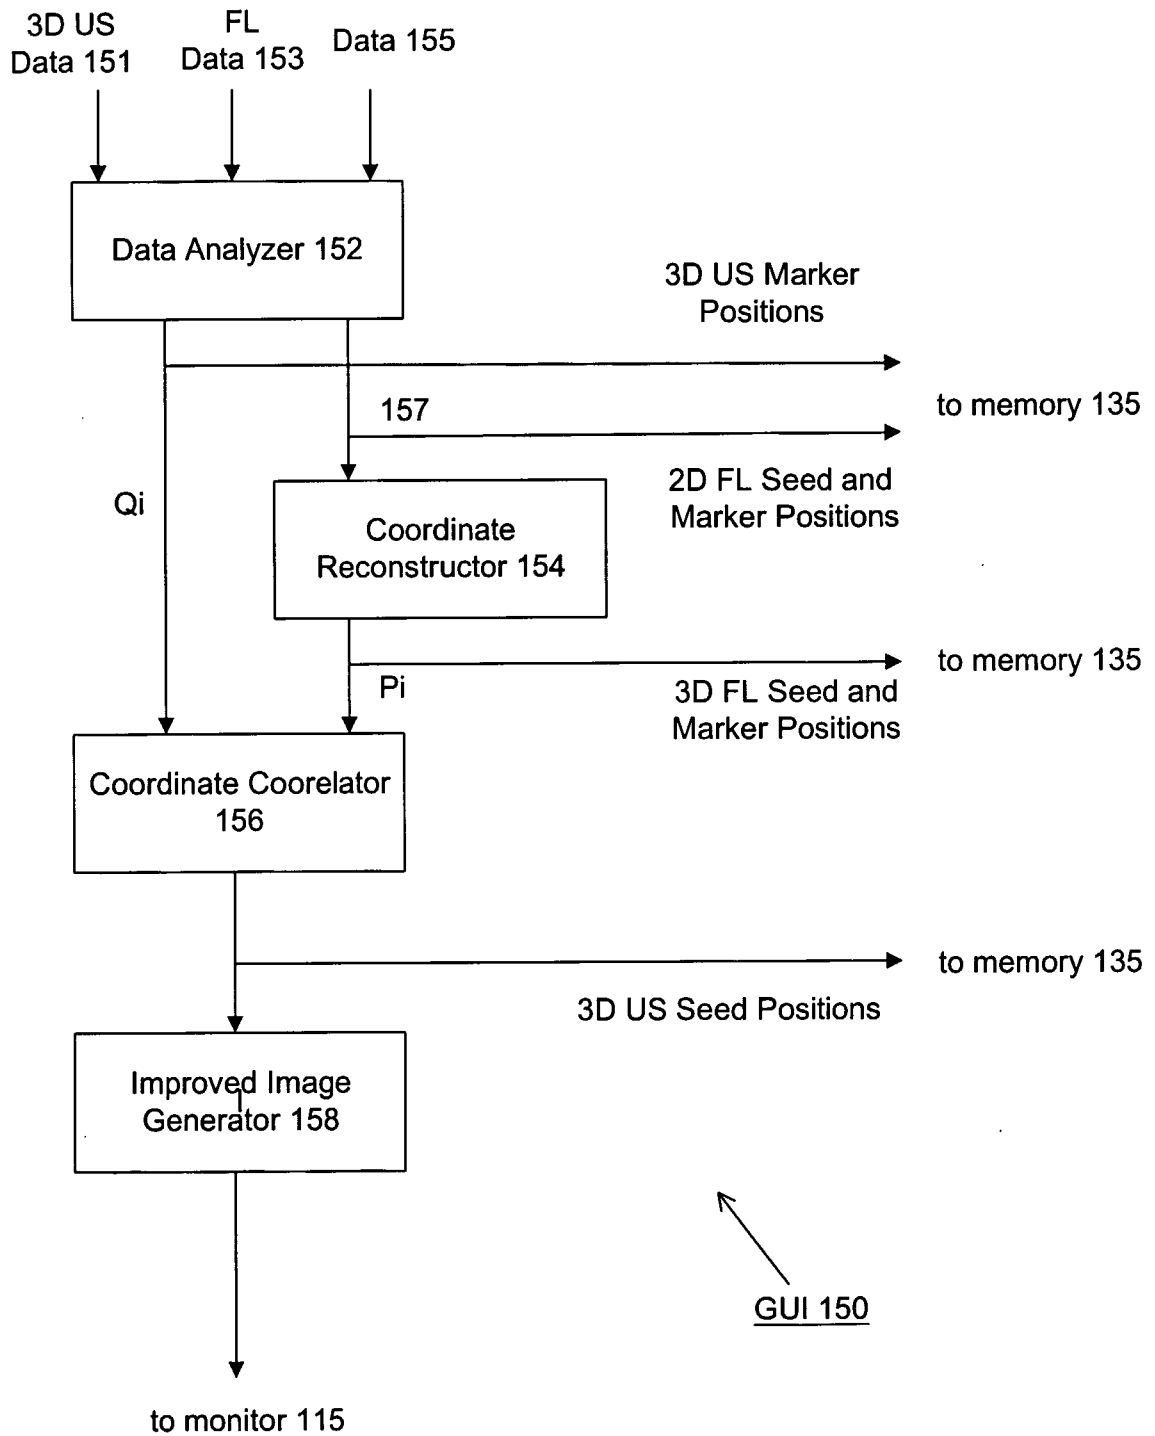 3D US
Data 151
FL
Data 153
Data 155
Data Analyzer 152
3D US Marker
Positions
157
to memory 135
Qi
2D FL Seed and
Marker Positions
Coordinate
Reconstructor 154
to memory 135
Pi
3D FL Seed and
Marker Positions
Coordinate Coorelator
156
to memory 135
3D US Seed Positions
Improved Image
Generator 158
GUI 150
to monitor 115